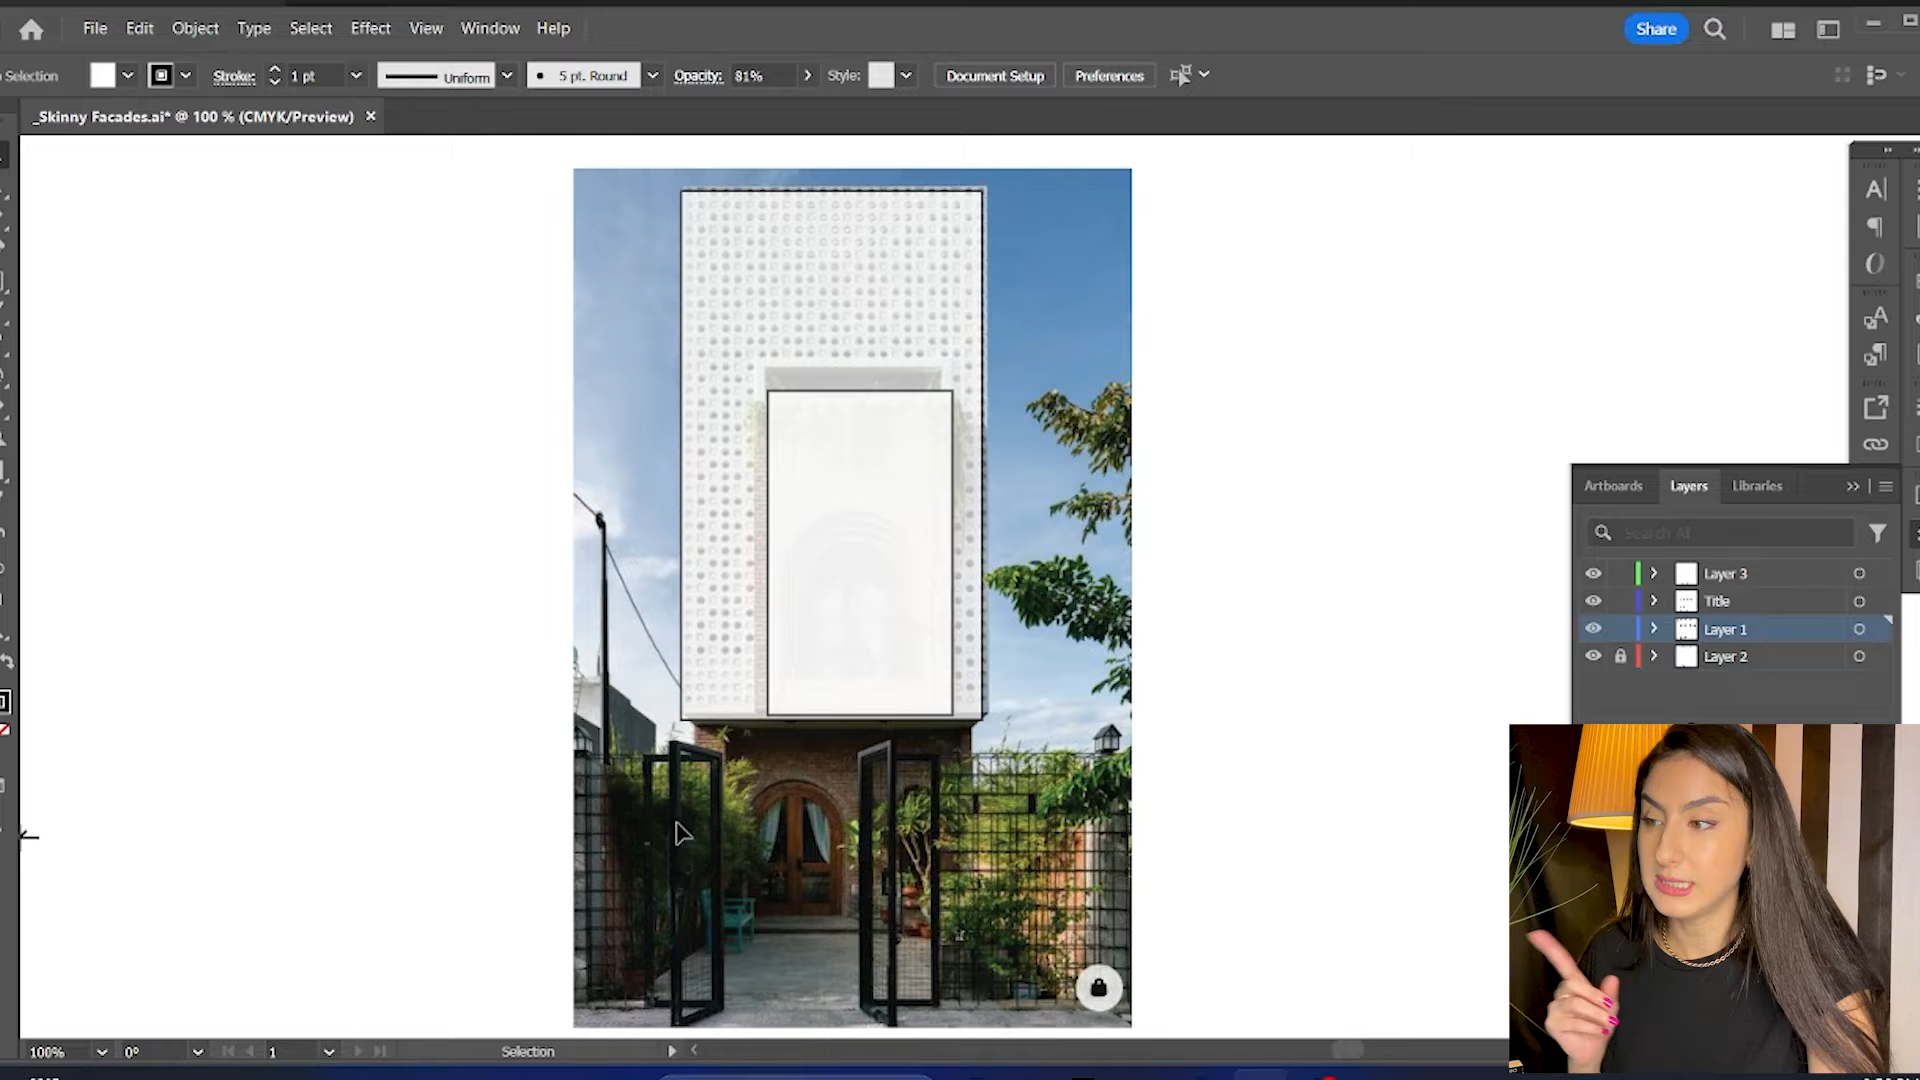 File Edit Object Type Select Effect View Window Help Share
Selection Stroke: 1 pt Uniform 5 pt. Round Opacity: 81% Style: Document Setup Preferences
_Skinny Facades.ai* @ 100 % (CMYK/Preview)
Artboards Layers Libraries
Search All
Layer 3
Title
Layer 1
Layer 2
100% 0° 1 Selection